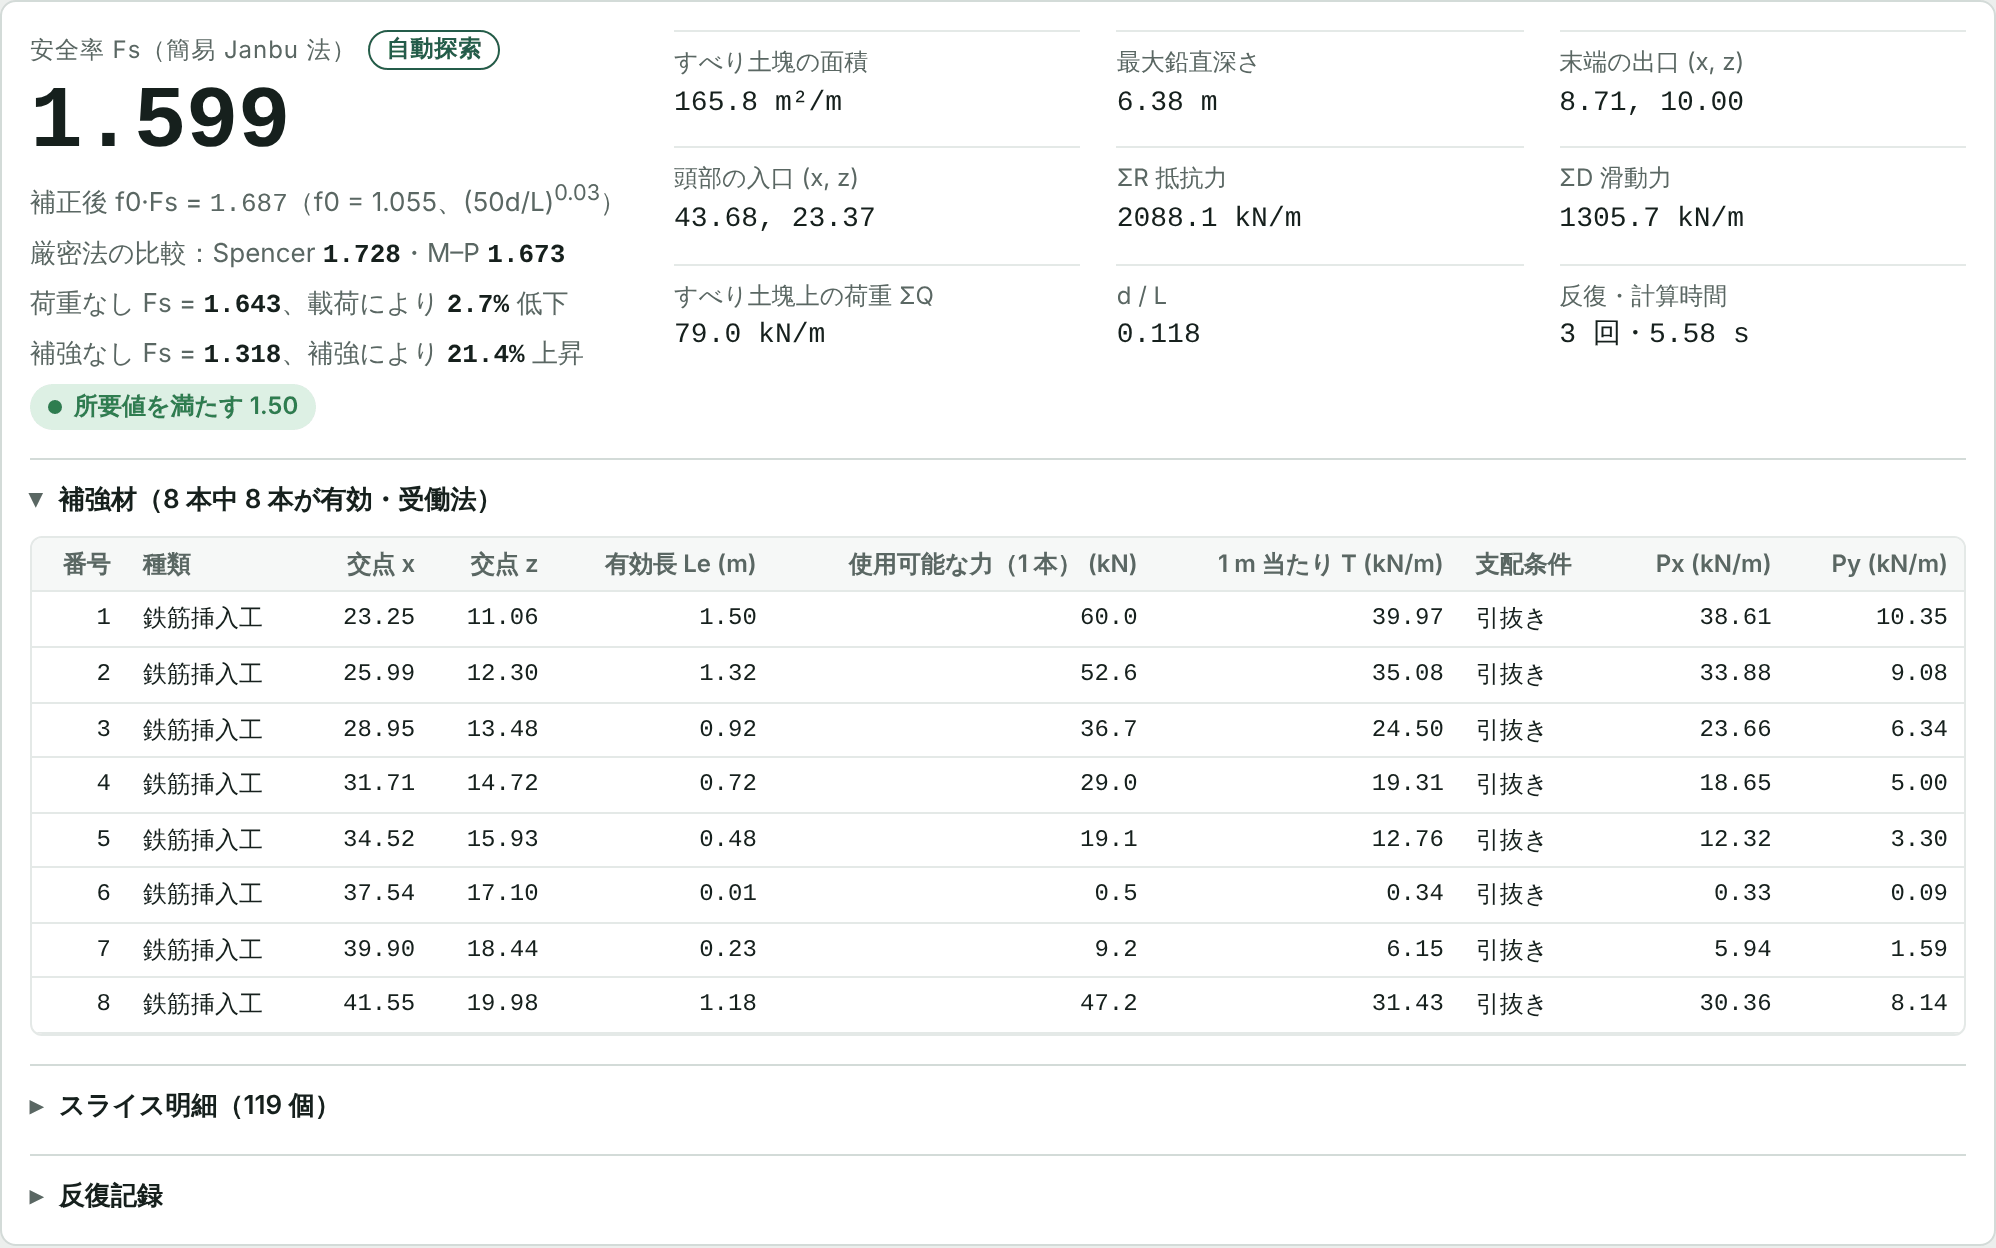 安全率 Fs（簡易 Janbu 法） 自動探索
1.599
補正後 f0·Fs = 1.687（f0 = 1.055、(50d/L)^0.03）
厳密法の比較：Spencer 1.728・M–P 1.673
荷重なし Fs = 1.643、載荷により 2.7% 低下
補強なし Fs = 1.318、補強により 21.4% 上昇
所要値を満たす 1.50
すべり土塊の面積
165.8 m²/m
最大鉛直深さ
6.38 m
末端の出口 (x, z)
8.71, 10.00
頭部の入口 (x, z)
43.68, 23.37
ΣR 抵抗力
2088.1 kN/m
ΣD 滑動力
1305.7 kN/m
すべり土塊上の荷重 ΣQ
79.0 kN/m
d / L
0.118
反復・計算時間
3 回・5.58 s
▼ 補強材（8 本中 8 本が有効・受働法）
番号 種類 交点 x 交点 z 有効長 Le (m) 使用可能な力（1 本） (kN) 1 m 当たり T (kN/m) 支配条件 Px (kN/m) Py (kN/m)
1 鉄筋挿入工 23.25 11.06 1.50 60.0 39.97 引抜き 38.61 10.35
2 鉄筋挿入工 25.99 12.30 1.32 52.6 35.08 引抜き 33.88 9.08
3 鉄筋挿入工 28.95 13.48 0.92 36.7 24.50 引抜き 23.66 6.34
4 鉄筋挿入工 31.71 14.72 0.72 29.0 19.31 引抜き 18.65 5.00
5 鉄筋挿入工 34.52 15.93 0.48 19.1 12.76 引抜き 12.32 3.30
6 鉄筋挿入工 37.54 17.10 0.01 0.5 0.34 引抜き 0.33 0.09
7 鉄筋挿入工 39.90 18.44 0.23 9.2 6.15 引抜き 5.94 1.59
8 鉄筋挿入工 41.55 19.98 1.18 47.2 31.43 引抜き 30.36 8.14
▶ スライス明細（119 個）
▶ 反復記録